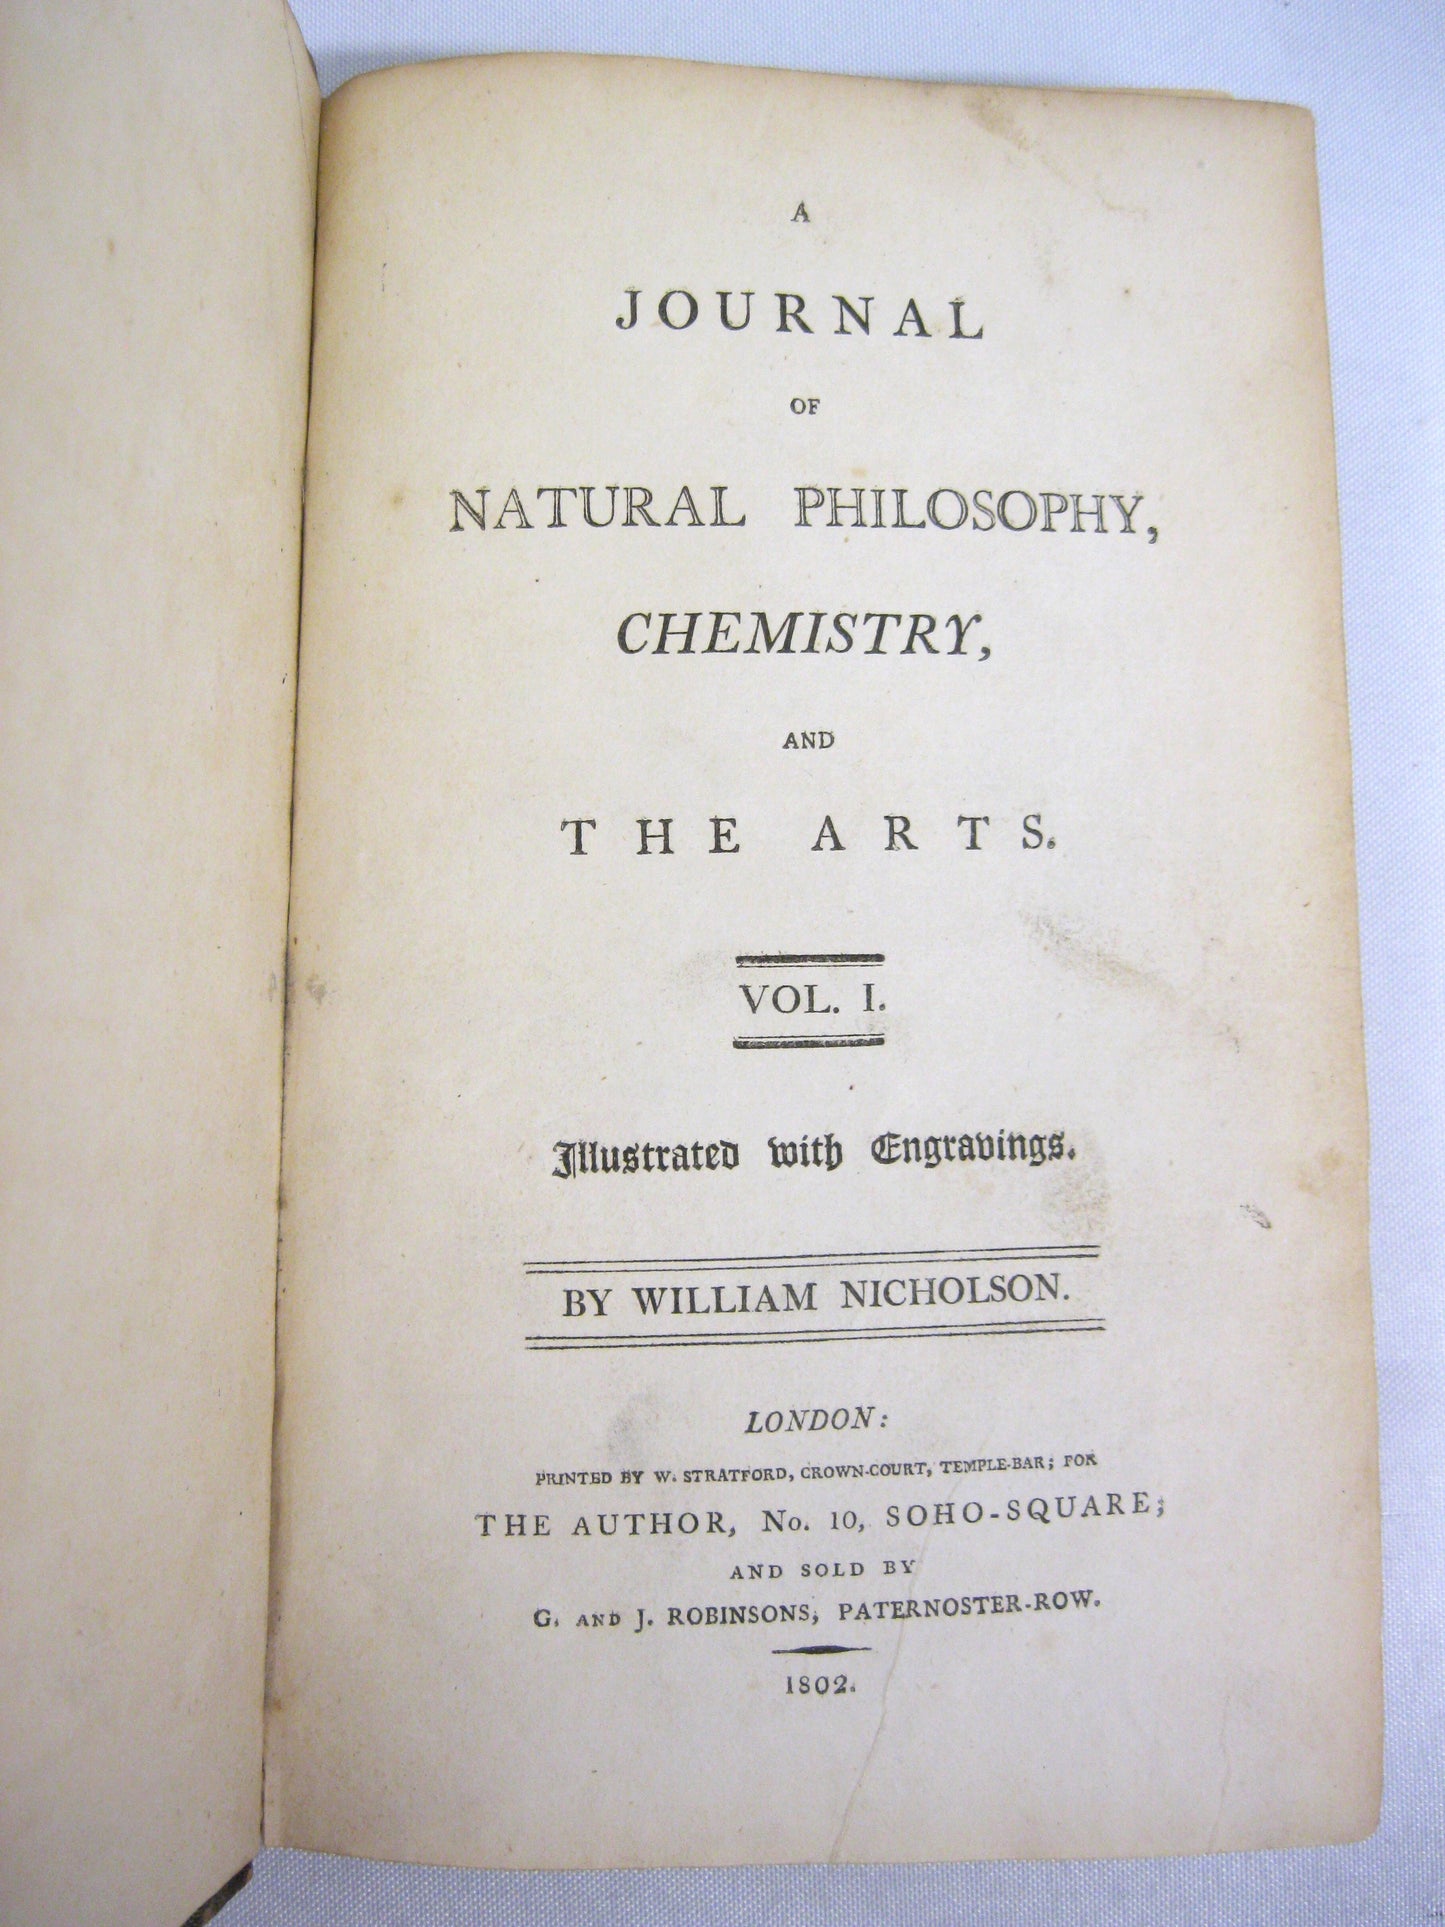 A
JOURNAL
OF
NATURAL PHILOSOPHY,
CHEMISTRY,
AND
THE ARTS.
VOL. I.
Illustrated with Engravings.
BY WILLIAM NICHOLSON.
LONDON:
PRINTED BY W. STRATFORD, CROWN-COURT, TEMPLE-BAR; FOR
THE AUTHOR, No. 10, SOHO-SQUARE;
AND SOLD BY
G. AND J. ROBINSONS, PATERNOSTER-ROW.
1802.